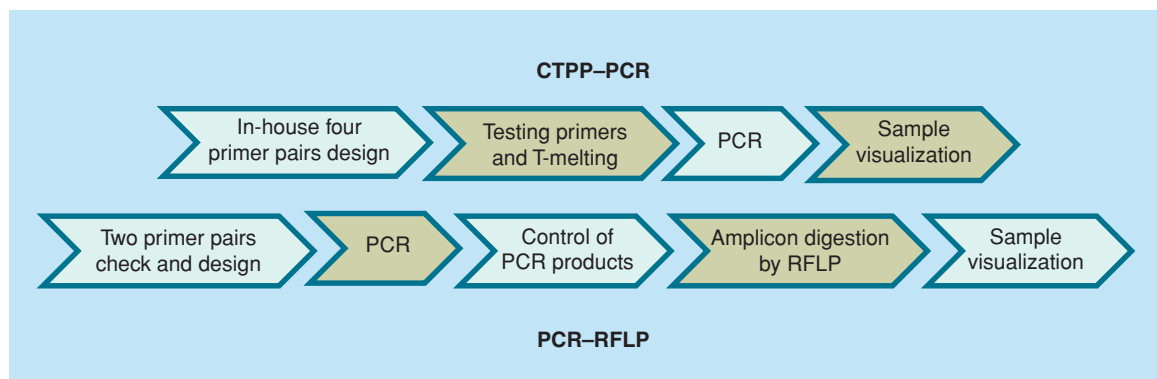 CTPP–PCR
In-house four
primer pairs design
Testing primers
and T-melting
PCR
Sample
visualization
Two primer pairs
check and design
PCR
Control of
PCR products
Amplicon digestion
by RFLP
Sample
visualization
PCR–RFLP